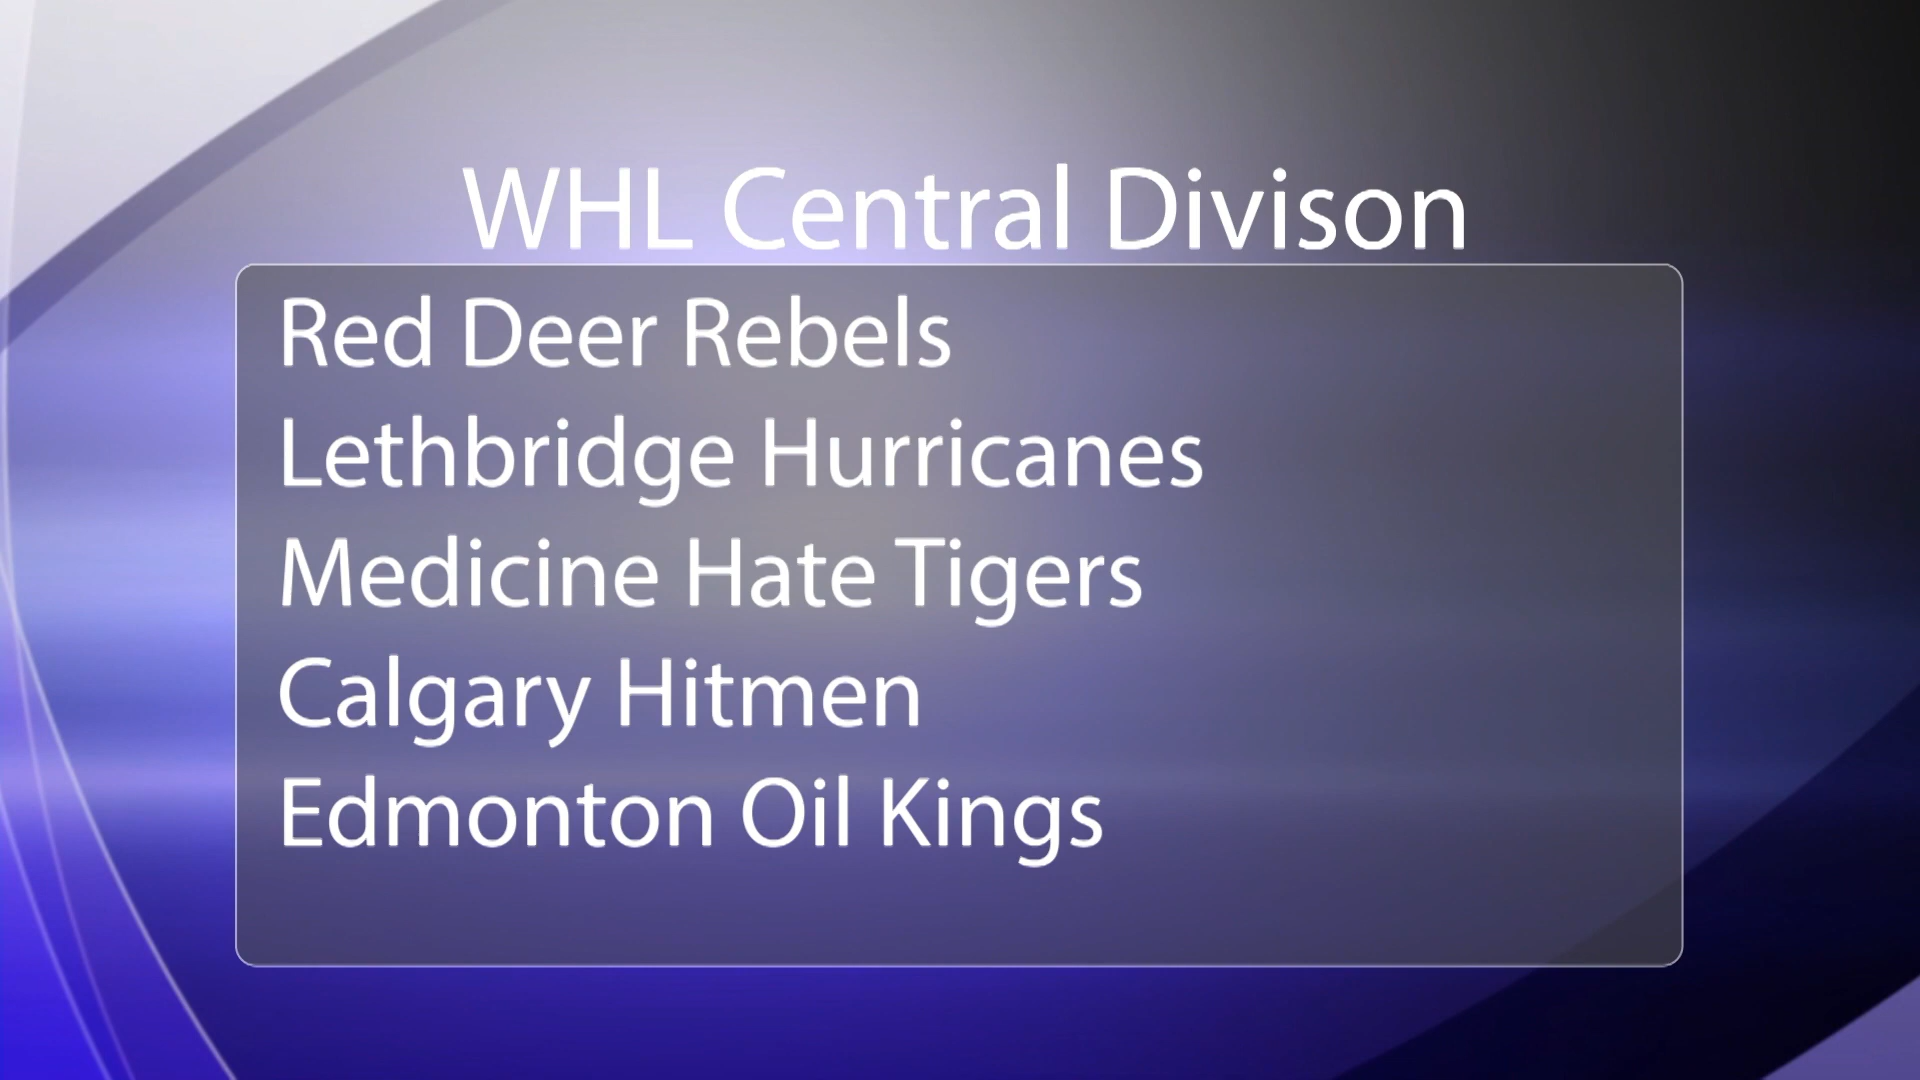 WHL Central Divison
Red Deer Rebels
Lethbridge Hurricanes
Medicine Hate Tigers
Calgary Hitmen
Edmonton Oil Kings